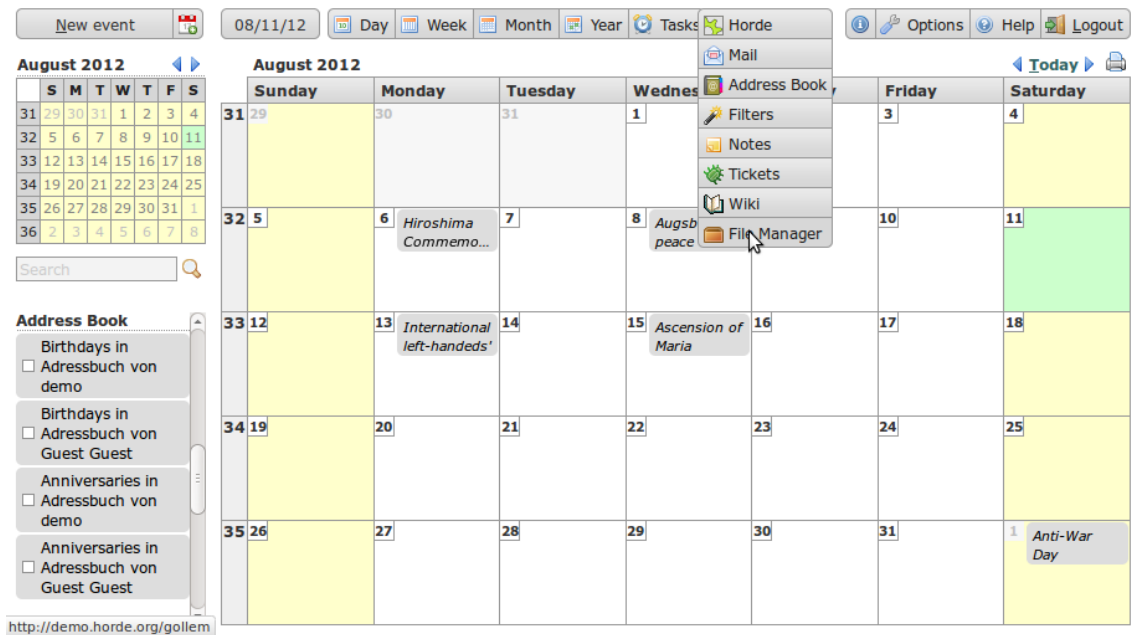 New event
08/11/12
Day Week Month Year Tasks Horde Options Help Logout
Mail
Address Book
Filters
Notes
Tickets
Wiki
File Manager
August 2012
S M T W T F S
31 29 30 31 1 2 3 4
32 5 6 7 8 9 10 11
33 12 13 14 15 16 17 18
34 19 20 21 22 23 24 25
35 26 27 28 29 30 31 1
36 2 3 4 5 6 7 8
Search
Address Book
Birthdays in
Adressbuch von
demo
Birthdays in
Adressbuch von
Guest Guest
Anniversaries in
Adressbuch von
demo
Anniversaries in
Adressbuch von
Guest Guest
http://demo.horde.org/gollem
August 2012 Today
Sunday Monday Tuesday Wednes y Friday Saturday
31 29 30 31 1 3 4
32 5 6 7 8 10 11
Hiroshima
Commemo...
Augsb
peace
33 12 13 14 15 16 17 18
International
left-handeds'
Ascension of
Maria
34 19 20 21 22 23 24 25
35 26 27 28 29 30 31 1
Anti-War
Day